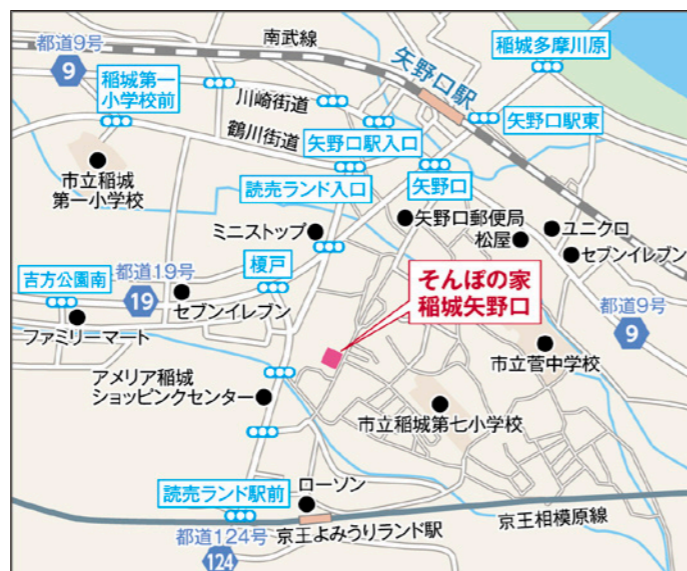 都道9号
9
南武線
稲城多摩川原
稲城第一
小学校前
川崎街道
矢野口駅
鶴川街道
矢野口駅入口
矢野口駅東
市立稲城
第一小学校
読売ランド入口
矢野口
ミニストップ
矢野口郵便局
ユニクロ
松屋
セブンイレブン
吉方公園南
都道19号
19
榎戸
セブンイレブン
そんぽの家
稲城矢野口
都道9号
9
ファミリーマート
市立菅中学校
アメリア稲城
ショッピンクセンター
市立稲城第七小学校
読売ランド駅前
ローソン
京王相模原線
都道124号
124
京王よみうりランド駅